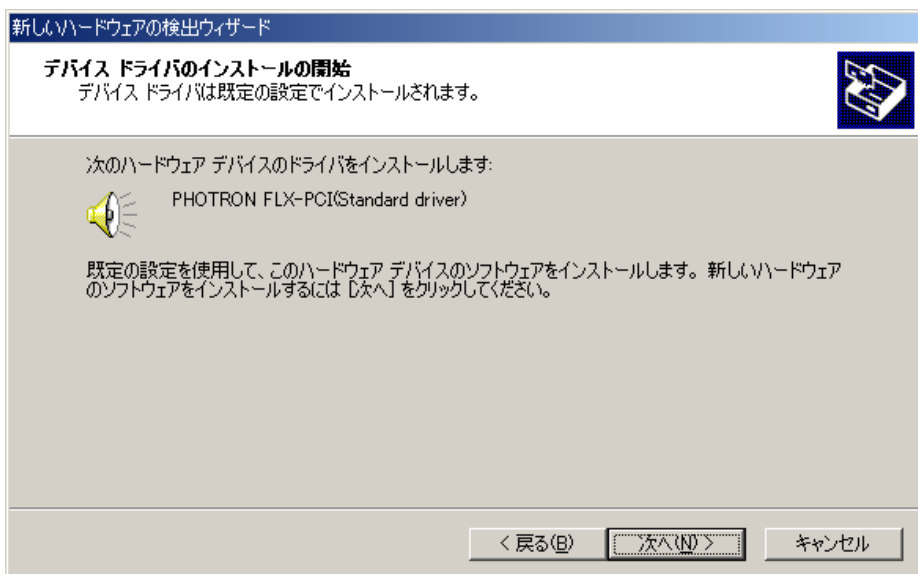 新しいハードウェアの検出ウィザード
デバイス ドライバのインストールの開始
デバイス ドライバは既定の設定でインストールされます。
次のハードウェア デバイスのドライバをインストールします:
PHOTRON FLX-PCI(Standard driver)
既定の設定を使用して、このハードウェア デバイスのソフトウェアをインストールします。新しいハードウェア
のソフトウェアをインストールするには [次へ] をクリックしてください。
< 戻る(B)
次へ(N) >
キャンセル